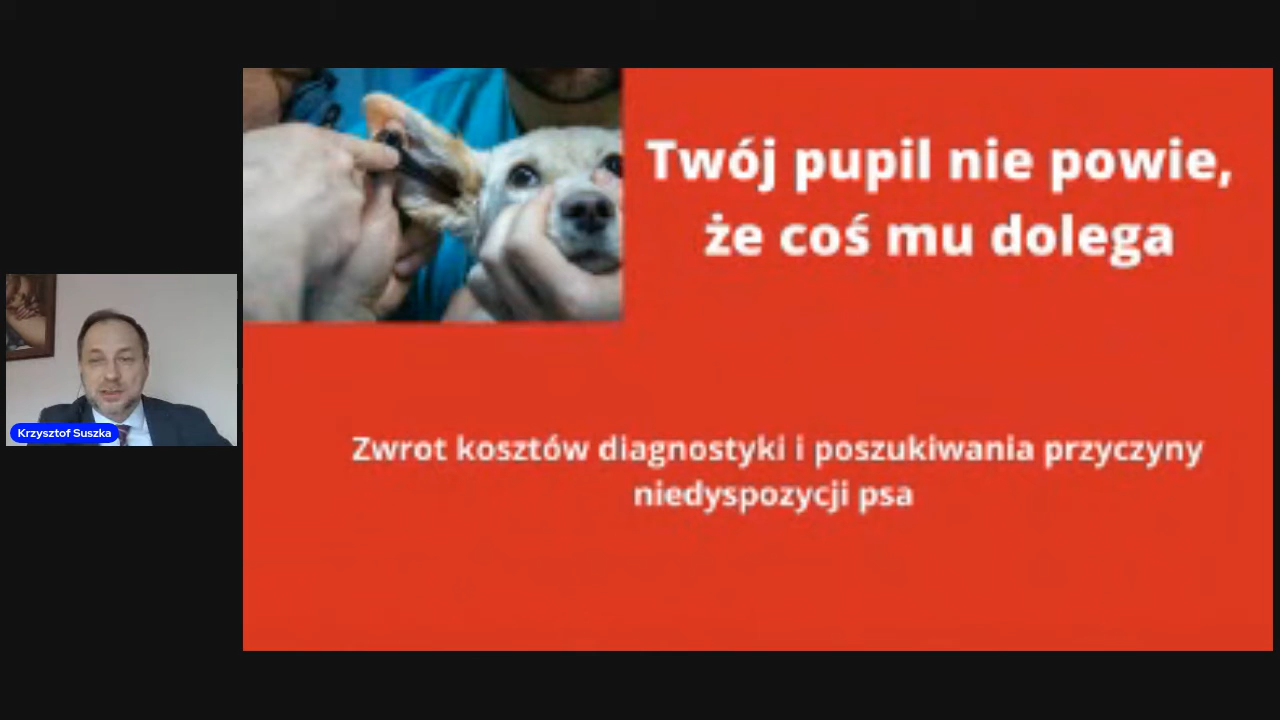 Twój pupil nie powie,
że coś mu dolega
Krzysztof Suszka
Zwrot kosztów diagnostyki i poszukiwania przyczyny
niedyspozycji psa